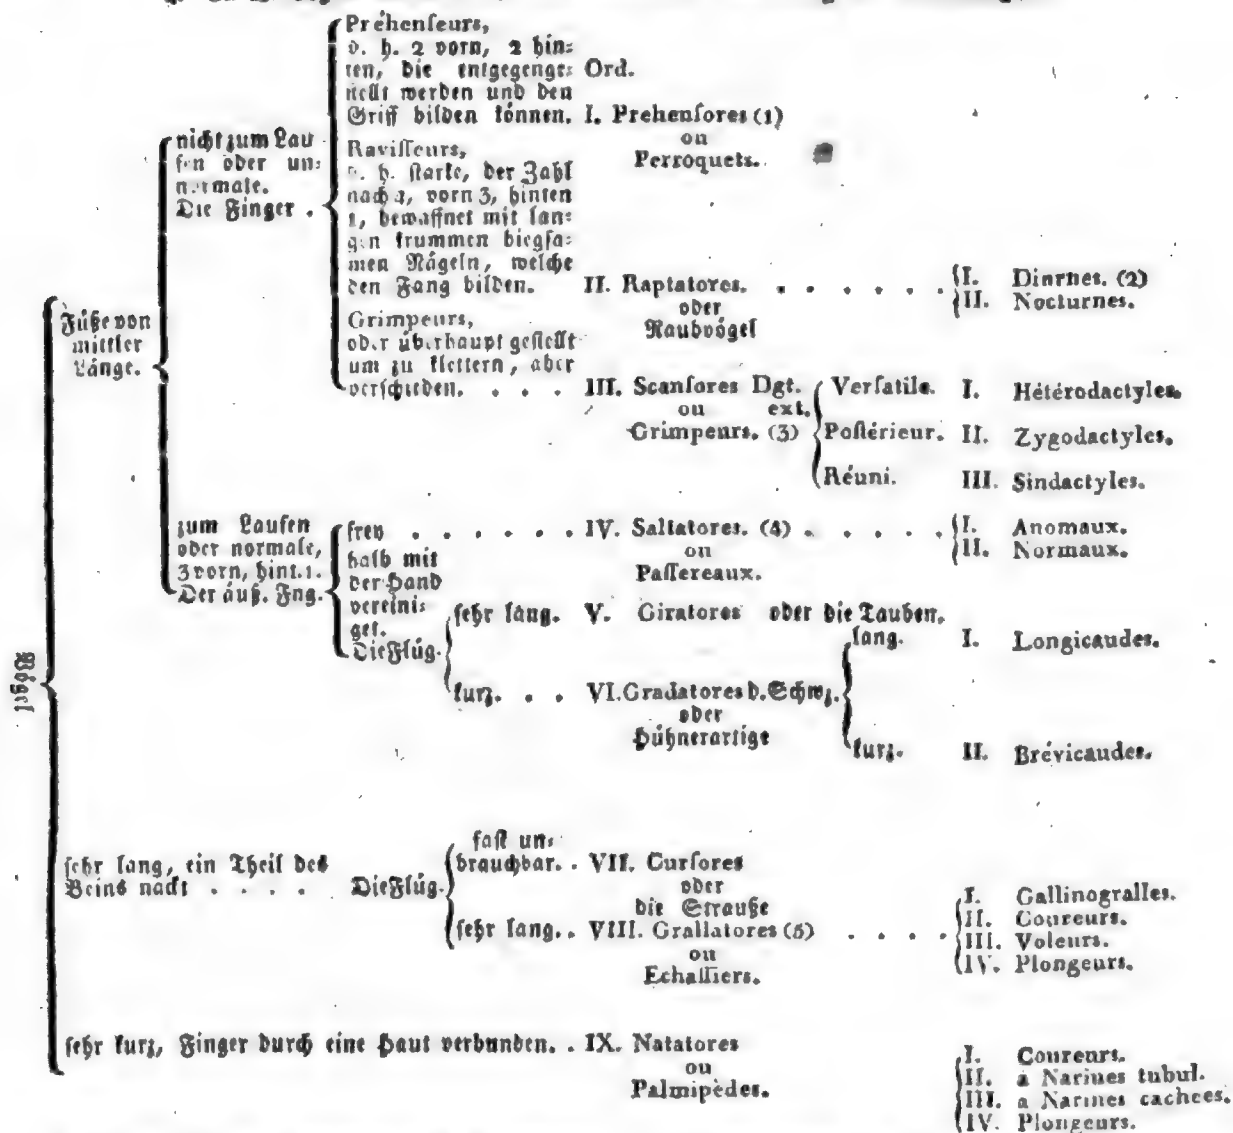 Préhenſeurs,
d. h. 2 vorn, 2 hin=
ten, die entgegenge=
ſtellt werden und den
Griff bilden können.
Ord.
I. Prehenſores (1)
ou
Perroquets.
nicht zum Lau
fen oder un=
normale.
Die Finger .
Raviſſeurs,
d. h. ſtarke, der Zahl
nach 4, vorn 3, hinten
1, bewaffnet mit lan=
gen krummen biegſa=
men Nägeln, welche
den Fang bilden.
II. Raptatores. . . . . . .
oder
Raubvögel
I. Diurnes. (2)
II. Nocturnes.
Füße von
mittler
Länge.
Grimpeurs,
oder überhaupt geſtellt
um zu klettern, aber
verſchieden. . . .
III. Scanſores Dgt.
ou ext.
Grimpeurs. (3)
Verſatile. I. Hétérodactyles.
Poſtérieur. II. Zygodactyles.
Réuni. III. Sindactyles.
zum Laufen
oder normale,
3 vorn, hint. 1.
Der äuß. Fng.
frey . . . . . . IV. Saltatores. (4) . . . . .
ou
Paſſereaux.
I. Anomaux.
II. Normaux.
halb mit
der Hand
vereini=
get.
Die Flüg.
ſehr lang. V. Giratores oder die Tauben.
kurz. . . VI. Gradatores d. Schwz.
oder
Hühnerartige
lang. I. Longicaudes.
kurz. II. Brévicaudes.
Vögel
ſehr lang, ein Theil des
Beins nackt . . . .
Die Flüg.
faſt un=
brauchbar. . VII. Curſores
oder
die Strauße
ſehr lang. . VIII. Grallatores (5) . . . .
ou
Echaſſiers.
I. Gallinogralles.
II. Coureurs.
III. Voleurs.
IV. Plongeurs.
ſehr kurz, Finger durch eine Haut verbunden. . IX. Natatores
ou
Palmipèdes.
I. Coureurs.
II. à Narines tubul.
III. a Narines cachees.
IV. Plongeurs.